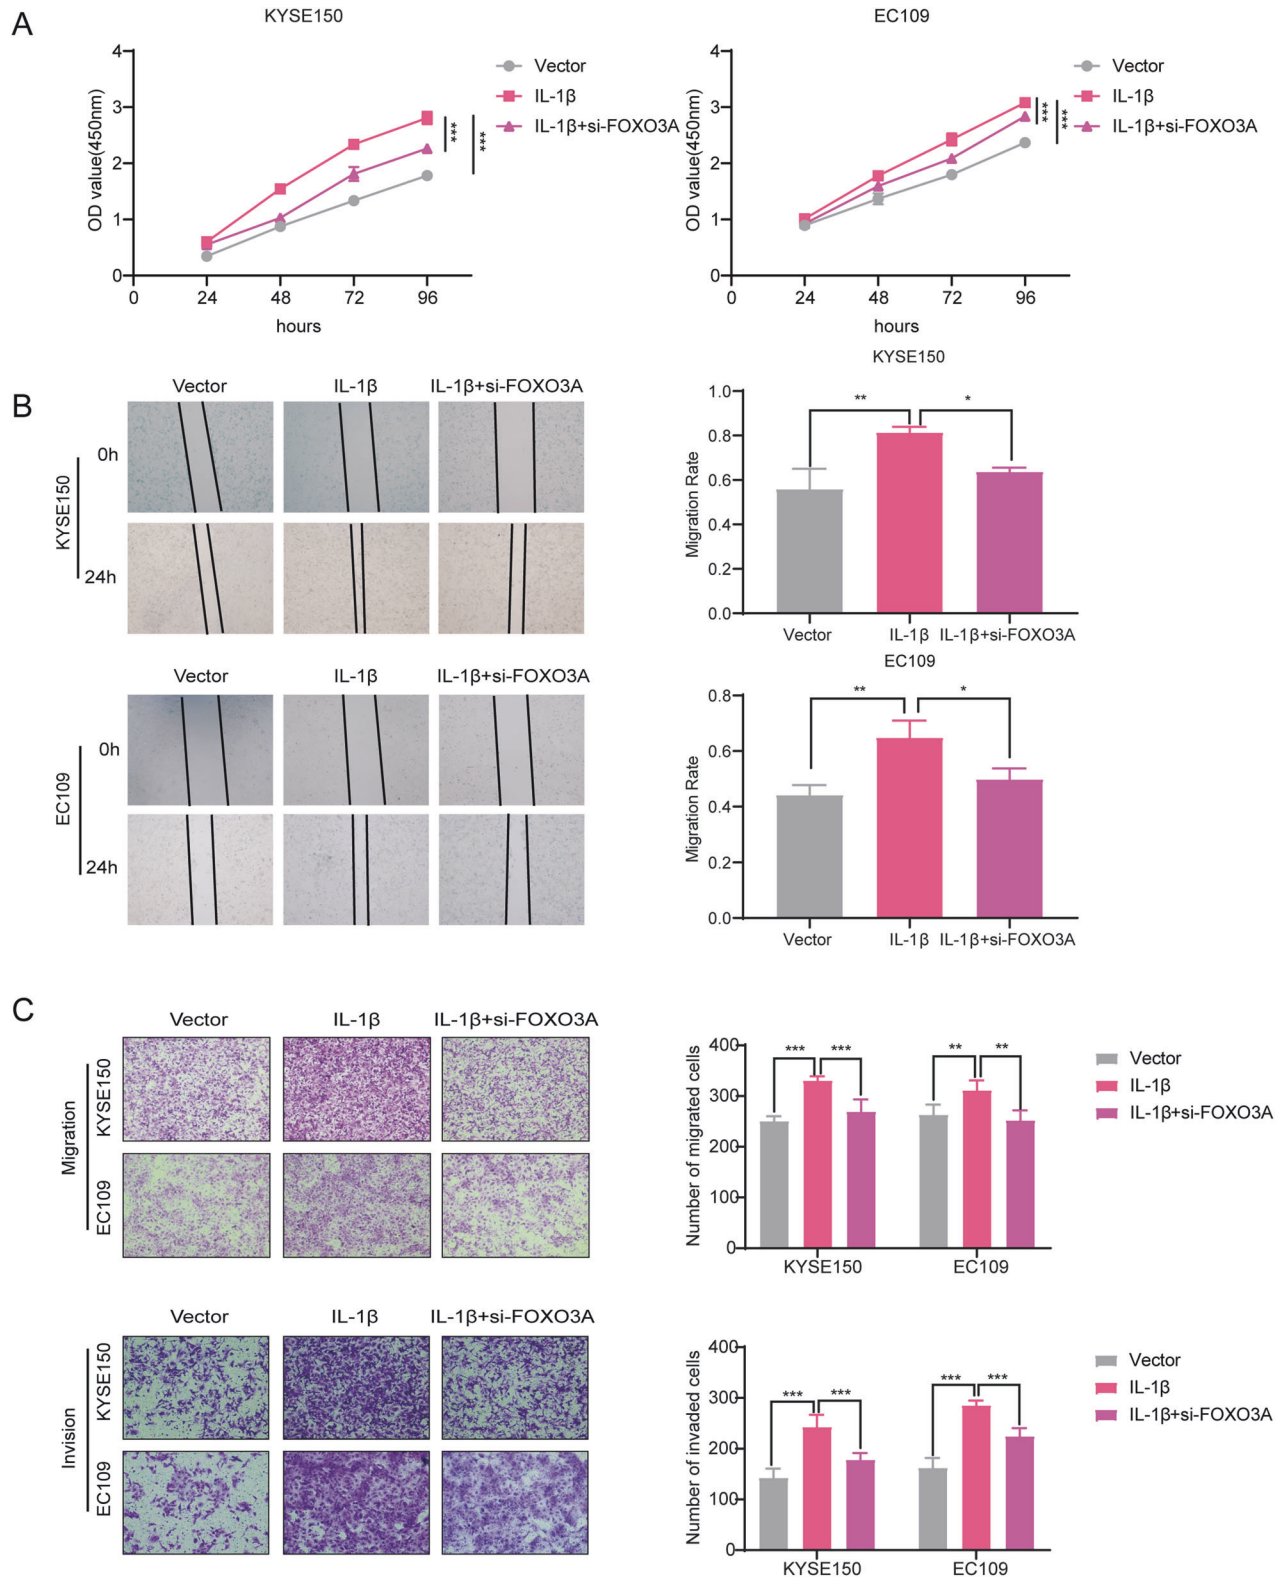 A
KYSE150
OD value(450nm)
4
3
2
1
0
0 24 48 72 96
hours
Vector
IL-1β
IL-1β+si-FOXO3A
***
***
EC109
OD value(450nm)
4
3
2
1
0
0 24 48 72 96
hours
Vector
IL-1β
IL-1β+si-FOXO3A
***
***
B
Vector IL-1β IL-1β+si-FOXO3A
KYSE150
0h
24h
Vector IL-1β IL-1β+si-FOXO3A
EC109
0h
24h
KYSE150
Migration Rate
1.0
0.8
0.6
0.4
0.2
0.0
** *
Vector IL-1β IL-1β+si-FOXO3A
EC109
Migration Rate
0.8
0.6
0.4
0.2
0.0
** *
Vector IL-1β IL-1β+si-FOXO3A
C
Vector IL-1β IL-1β+si-FOXO3A
Migration
KYSE150
EC109
Vector IL-1β IL-1β+si-FOXO3A
Invision
KYSE150
EC109
Number of migrated cells
400
300
200
100
0
*** *** ** **
KYSE150 EC109
Vector
IL-1β
IL-1β+si-FOXO3A
Number of invaded cells
400
300
200
100
0
*** *** *** ***
KYSE150 EC109
Vector
IL-1β
IL-1β+si-FOXO3A